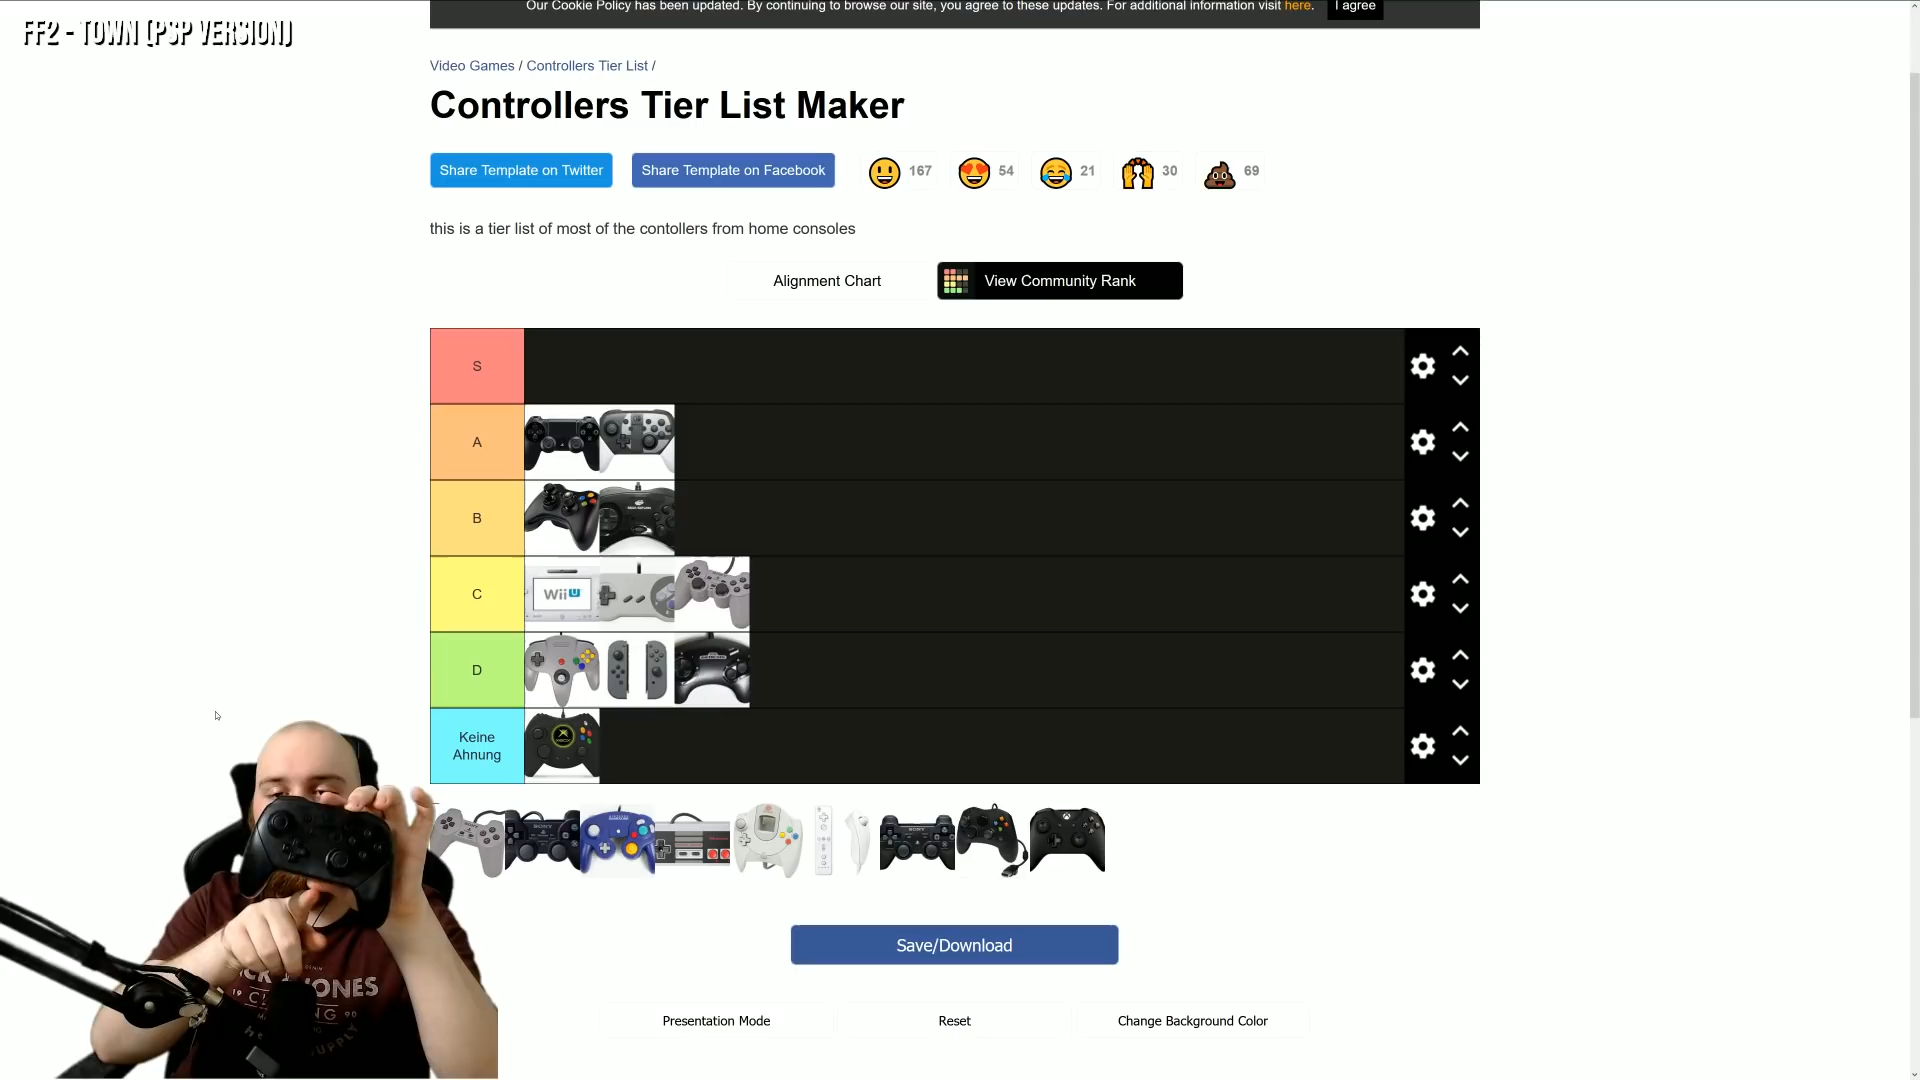 Our Cookie Policy has been updated. By continuing to browse our site, you agree to these updates. For additional information visit here. I agree
FF2 - TOWN (PSP VERSION)
Video Games / Controllers Tier List /
Controllers Tier List Maker
Share Template on Twitter
Share Template on Facebook
167
54
21
30
69
this is a tier list of most of the contollers from home consoles
Alignment Chart
View Community Rank
S
A
B
C
Wii U
D
Keine
Ahnung
Save/Download
Presentation Mode
Reset
Change Background Color